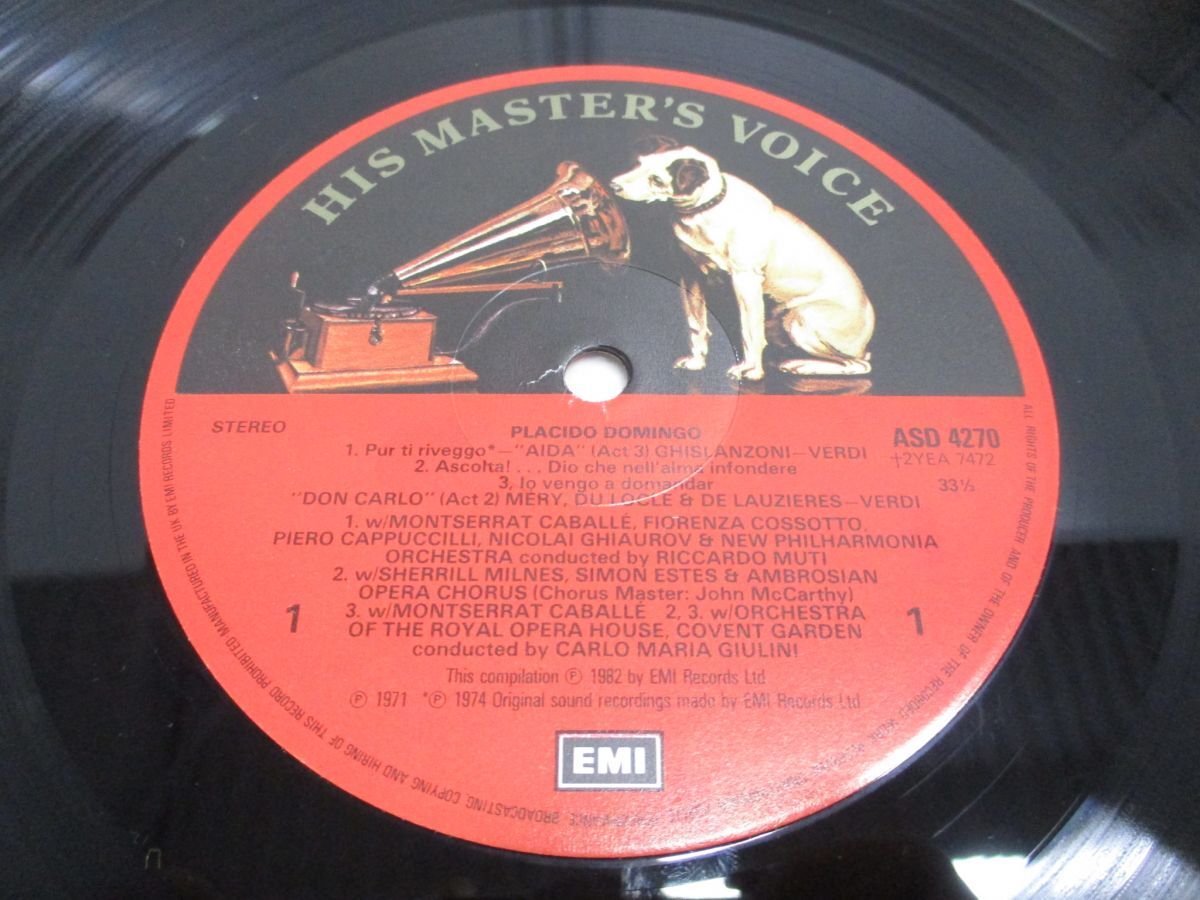 HIS MASTER'S VOICE
STEREO
PLACIDO DOMINGO
ASD 4270
1. Pur ti riveggo*—"AIDA" (Act 3) GHISLANZONI—VERDI
†2YEA 7472
2. Ascolta! . . . Dio che nell'alma infondere
3. Io vengo a domandar
33⅓
"DON CARLO" (Act 2) MÉRY, DU LOCLE & DE LAUZIERES—VERDI
1. w/MONTSERRAT CABALLÉ, FIORENZA COSSOTTO,
PIERO CAPPUCCILLI, NICOLAI GHIAUROV & NEW PHILHARMONIA
ORCHESTRA conducted by RICCARDO MUTI
2. w/SHERRILL MILNES, SIMON ESTES & AMBROSIAN
OPERA CHORUS (Chorus Master: John McCarthy)
1
3. w/MONTSERRAT CABALLÉ 2, 3. w/ORCHESTRA
1
OF THE ROYAL OPERA HOUSE, COVENT GARDEN
conducted by CARLO MARIA GIULINI
This compilation ℗ 1982 by EMI Records Ltd
℗ 1971 *℗ 1974 Original sound recordings made by EMI Records Ltd
EMI
ALL RIGHTS OF THE PRODUCER AND OF THE OWNER OF THE RECORDED WORK
BROADCASTING, COPYING AND HIRING OF THIS RECORD PROHIBITED MANUFACTURED IN THE UK BY EMI RECORDS LIMITED